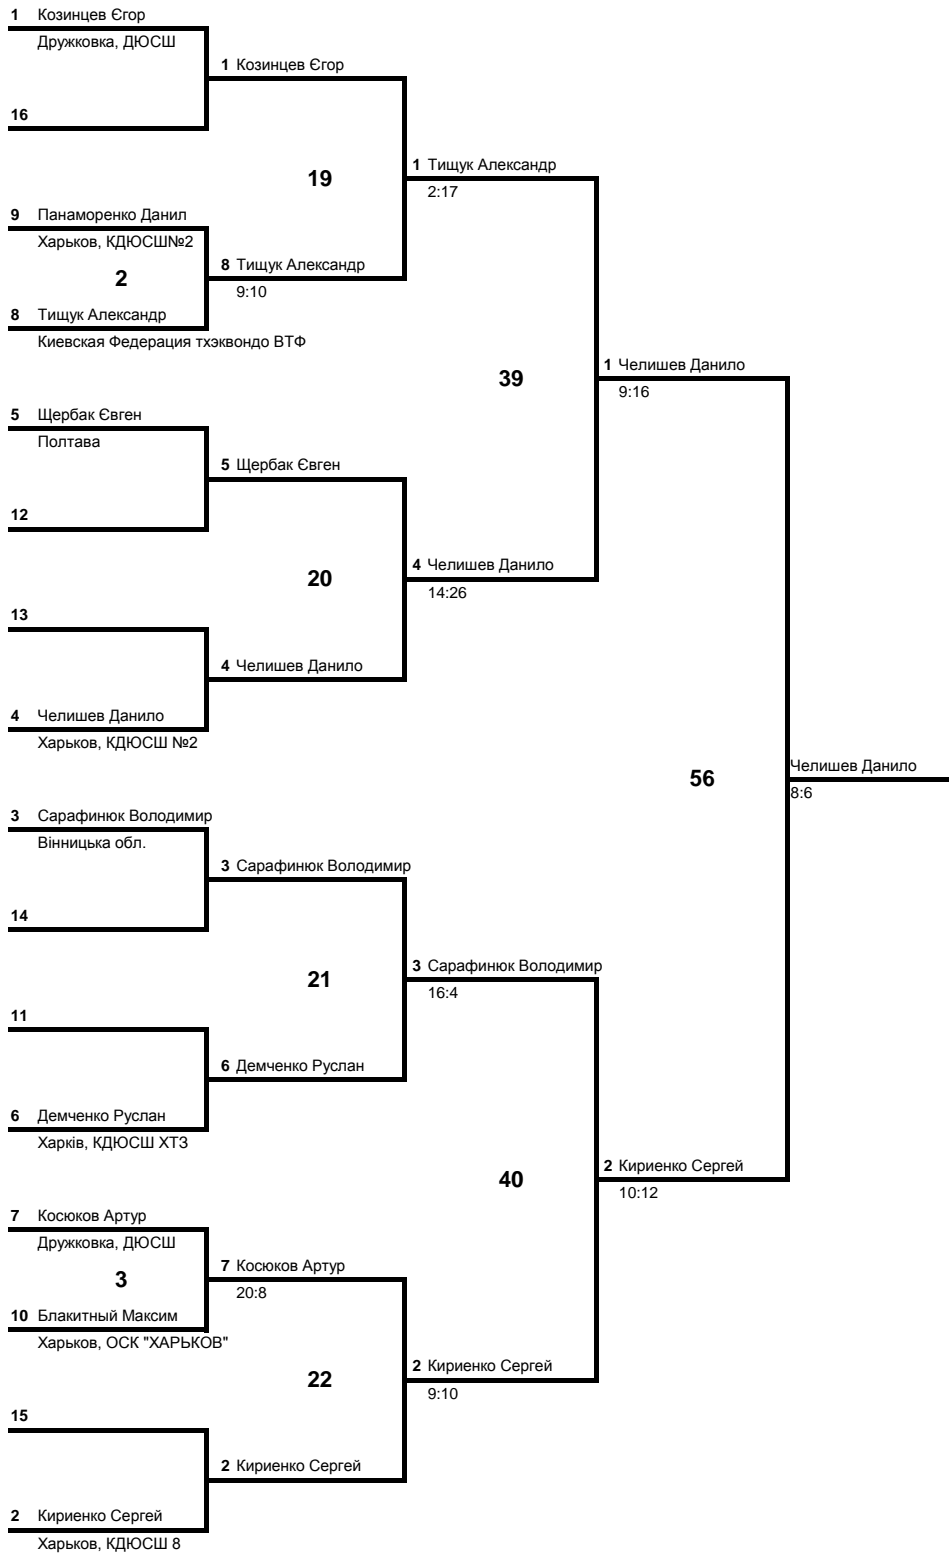 1 Козинцев Єгор
Дружковка, ДЮСШ
1 Козинцев Єгор
16
1 Тищук Александр
19
2:17
9 Панаморенко Данил
Харьков, КДЮСШ№2
8 Тищук Александр
2
9:10
8 Тищук Александр
Киевская Федерация тхэквондо ВТФ
1 Челишев Данило
39
9:16
5 Щербак Євген
Полтава
5 Щербак Євген
12
4 Челишев Данило
20
14:26
13
4 Челишев Данило
4 Челишев Данило
Харьков, КДЮСШ №2
Челишев Данило
56
8:6
3 Сарафинюк Володимир
Вінницька обл.
3 Сарафинюк Володимир
14
3 Сарафинюк Володимир
21
16:4
11
6 Демченко Руслан
6 Демченко Руслан
Харків, КДЮСШ ХТЗ
2 Кириенко Сергей
40
10:12
7 Косюков Артур
Дружковка, ДЮСШ
7 Косюков Артур
3
20:8
10 Блакитный Максим
Харьков, ОСК "ХАРЬКОВ"
2 Кириенко Сергей
22
9:10
15
2 Кириенко Сергей
2 Кириенко Сергей
Харьков, КДЮСШ 8